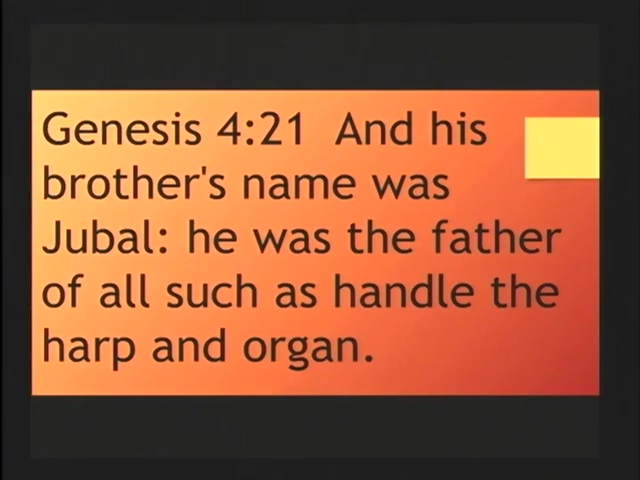 Genesis 4:21  And his
brother's name was
Jubal: he was the father
of all such as handle the
harp and organ.